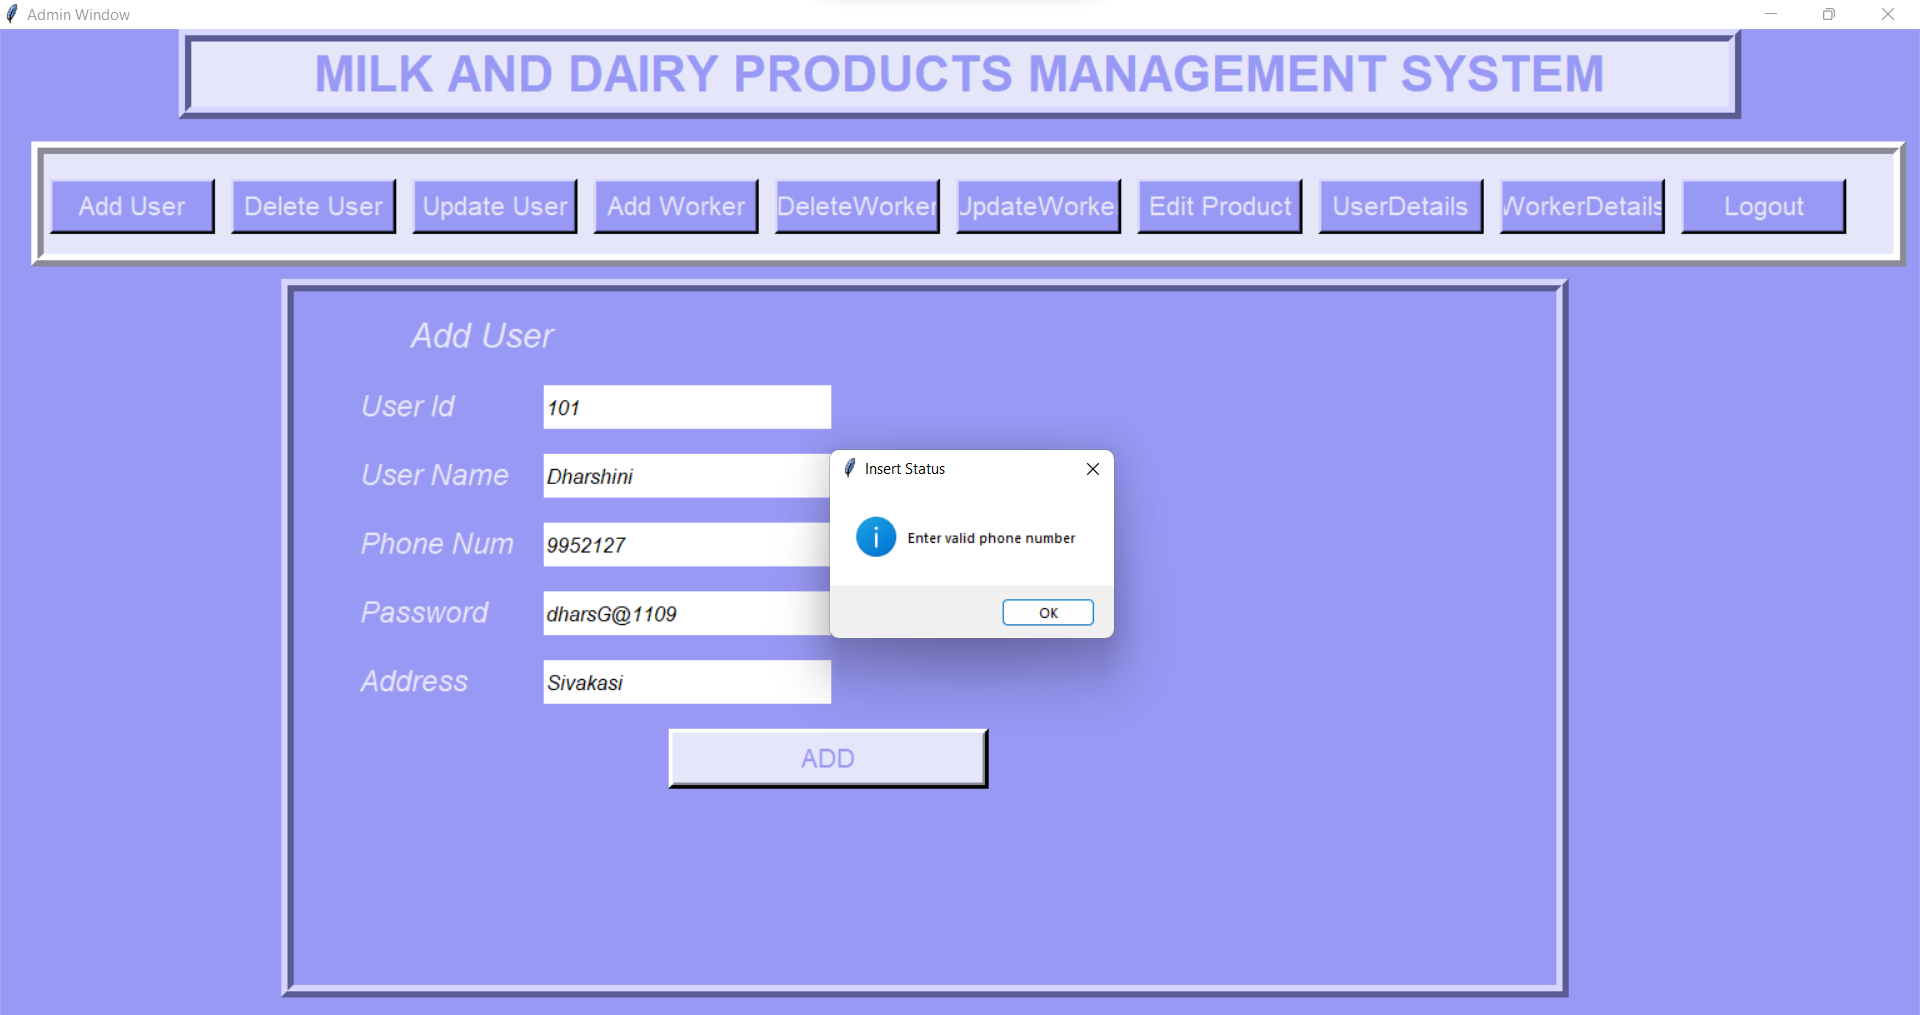 Admin Window
MILK AND DAIRY PRODUCTS MANAGEMENT SYSTEM
Add User Delete User Update User Add Worker DeleteWorker UpdateWorke Edit Product UserDetails WorkerDetails Logout
Add User
User Id 101
User Name Dharshini
Insert Status
Enter valid phone number
OK
Phone Num 9952127
Password dharsG@1109
Address Sivakasi
ADD